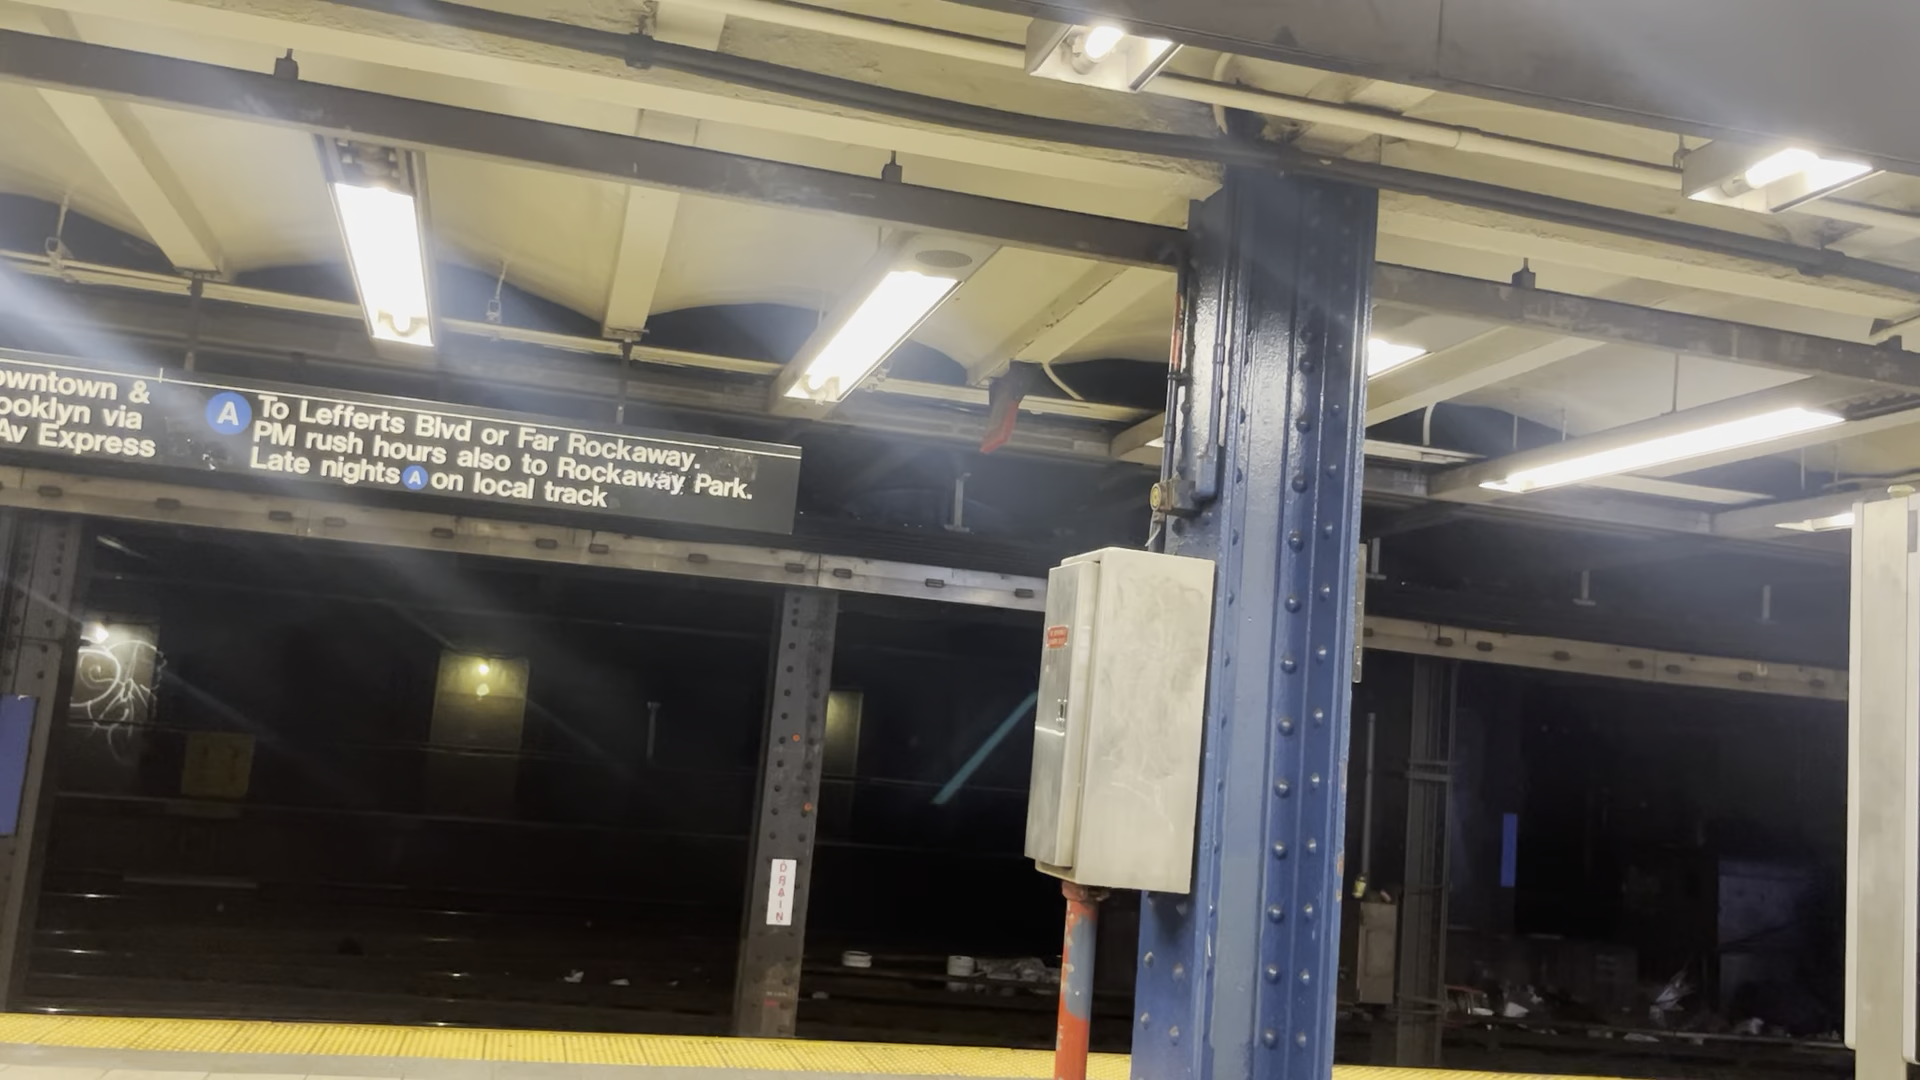 owntown &
ooklyn via
Av Express
A To Lefferts Blvd or Far Rockaway.
PM rush hours also to Rockaway Park.
Late nights A on local track
DRAIN